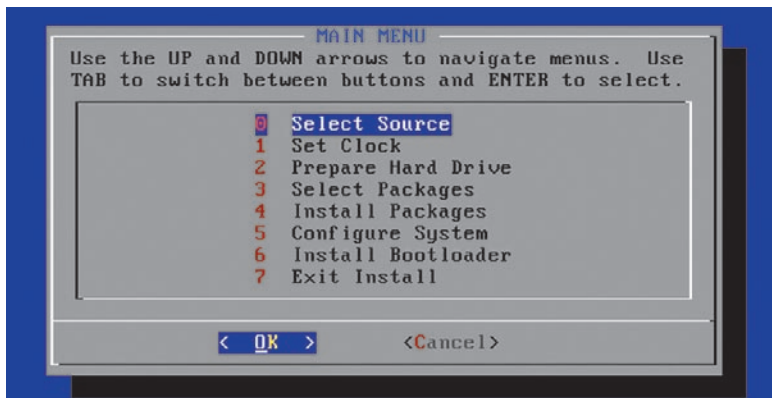 MAIN MENU
Use the UP and DOWN arrows to navigate menus. Use
TAB to switch between buttons and ENTER to select.
0 Select Source
1 Set Clock
2 Prepare Hard Drive
3 Select Packages
4 Install Packages
5 Configure System
6 Install Bootloader
7 Exit Install
< OK > <Cancel>